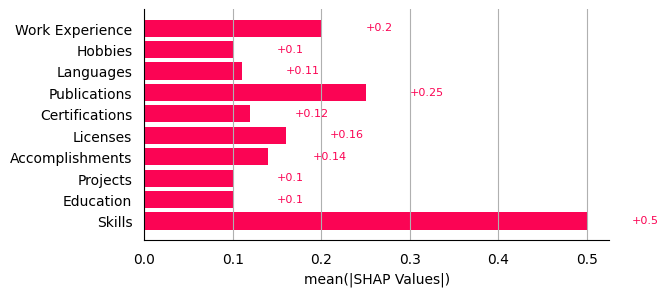 Work Experience +0.2
Hobbies +0.1
Languages +0.11
Publications +0.25
Certifications +0.12
Licenses +0.16
Accomplishments +0.14
Projects +0.1
Education +0.1
Skills +0.5
0.0 0.1 0.2 0.3 0.4 0.5
mean(|SHAP Values|)